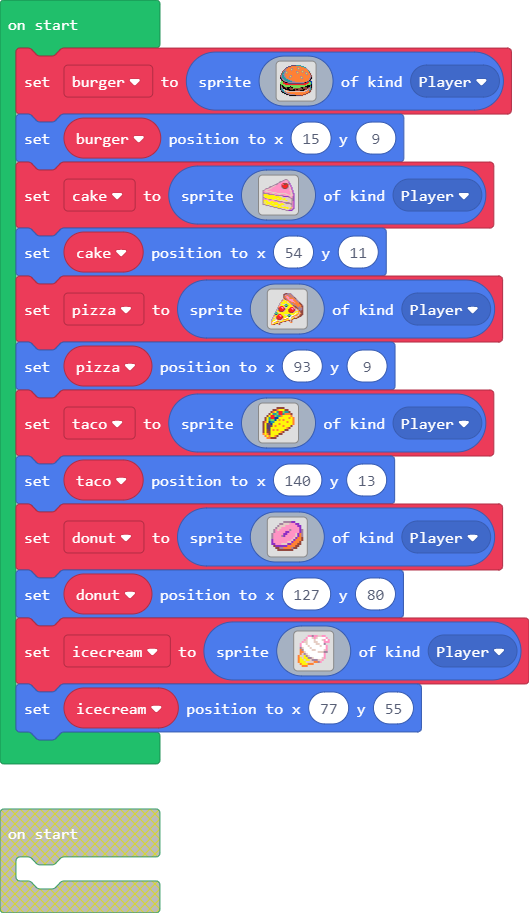 on start
set burger to sprite of kind Player
set burger position to x 15 y 9
set cake to sprite of kind Player
set cake position to x 54 y 11
set pizza to sprite of kind Player
set pizza position to x 93 y 9
set taco to sprite of kind Player
set taco position to x 140 y 13
set donut to sprite of kind Player
set donut position to x 127 y 80
set icecream to sprite of kind Player
set icecream position to x 77 y 55
on start